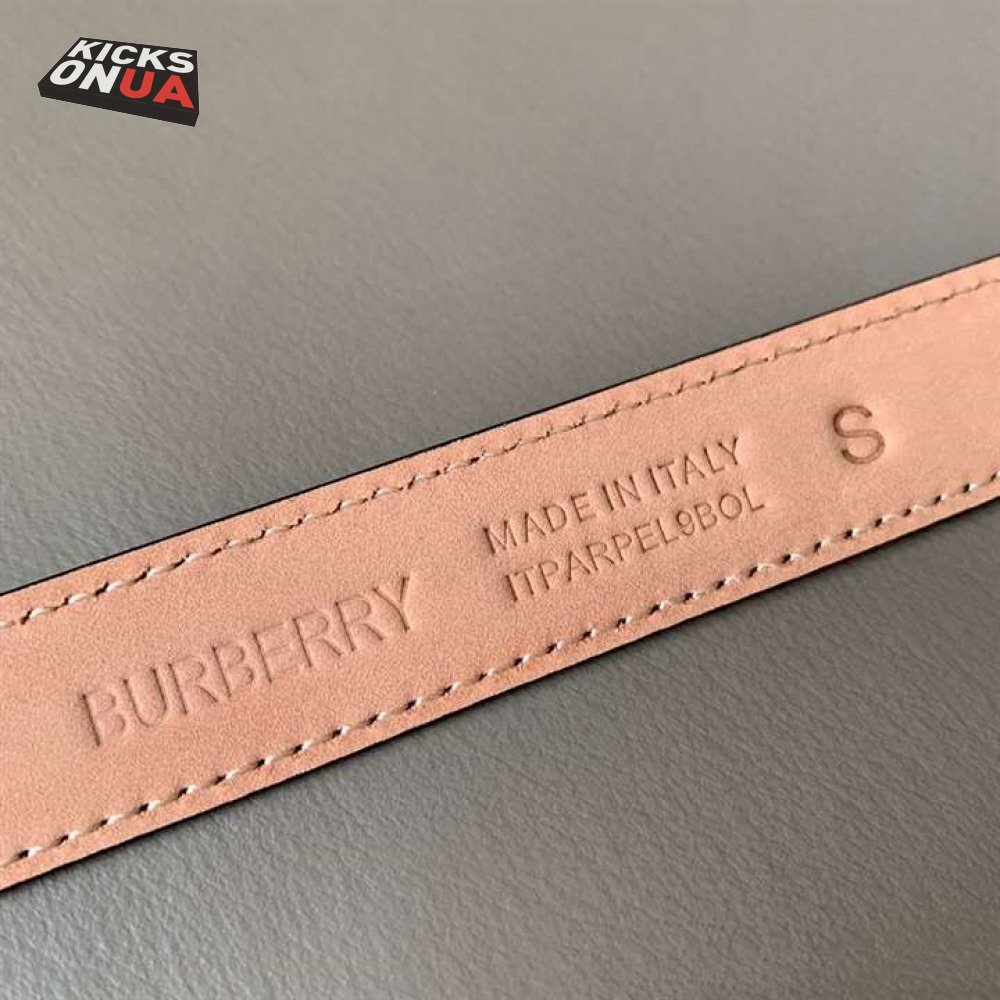 KICKS
ONUA
S
MADE IN ITALY
ITPARPEL9BOL
BURBERRY